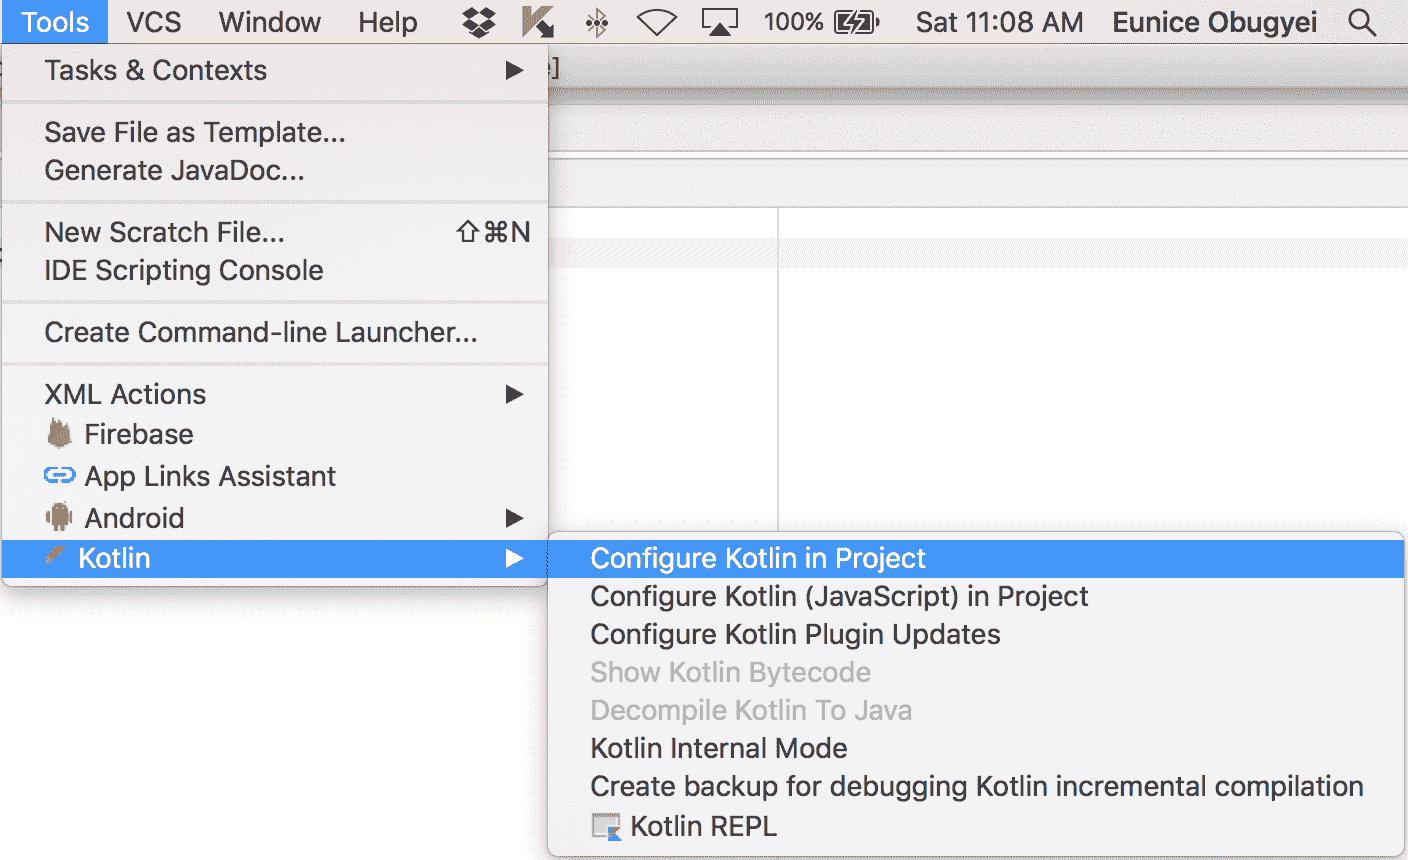 Tools VCS Window Help 100% Sat 11:08 AM Eunice Obugyei
Tasks & Contexts
Save File as Template...
Generate JavaDoc...
New Scratch File... ⇧⌘N
IDE Scripting Console
Create Command-line Launcher...
XML Actions
Firebase
App Links Assistant
Android
Kotlin
Configure Kotlin in Project
Configure Kotlin (JavaScript) in Project
Configure Kotlin Plugin Updates
Show Kotlin Bytecode
Decompile Kotlin To Java
Kotlin Internal Mode
Create backup for debugging Kotlin incremental compilation
Kotlin REPL